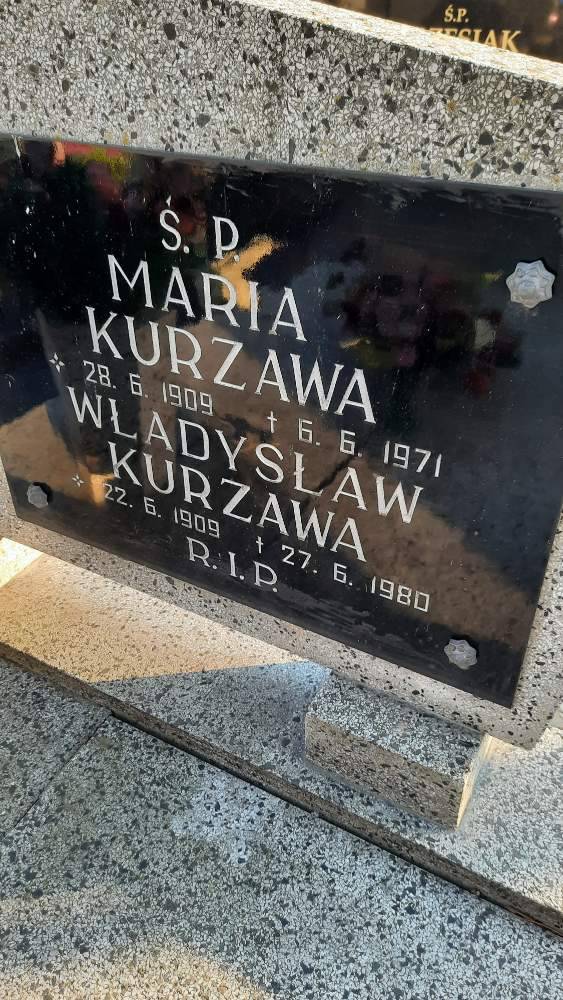 Ś.P.
Ś. P.
MARIA
KURZAWA
28. 6. 1909 † 6. 6. 1971
WŁADYSŁAW
KURZAWA
22. 6. 1909 † 27. 6. 1980
R.I.P.